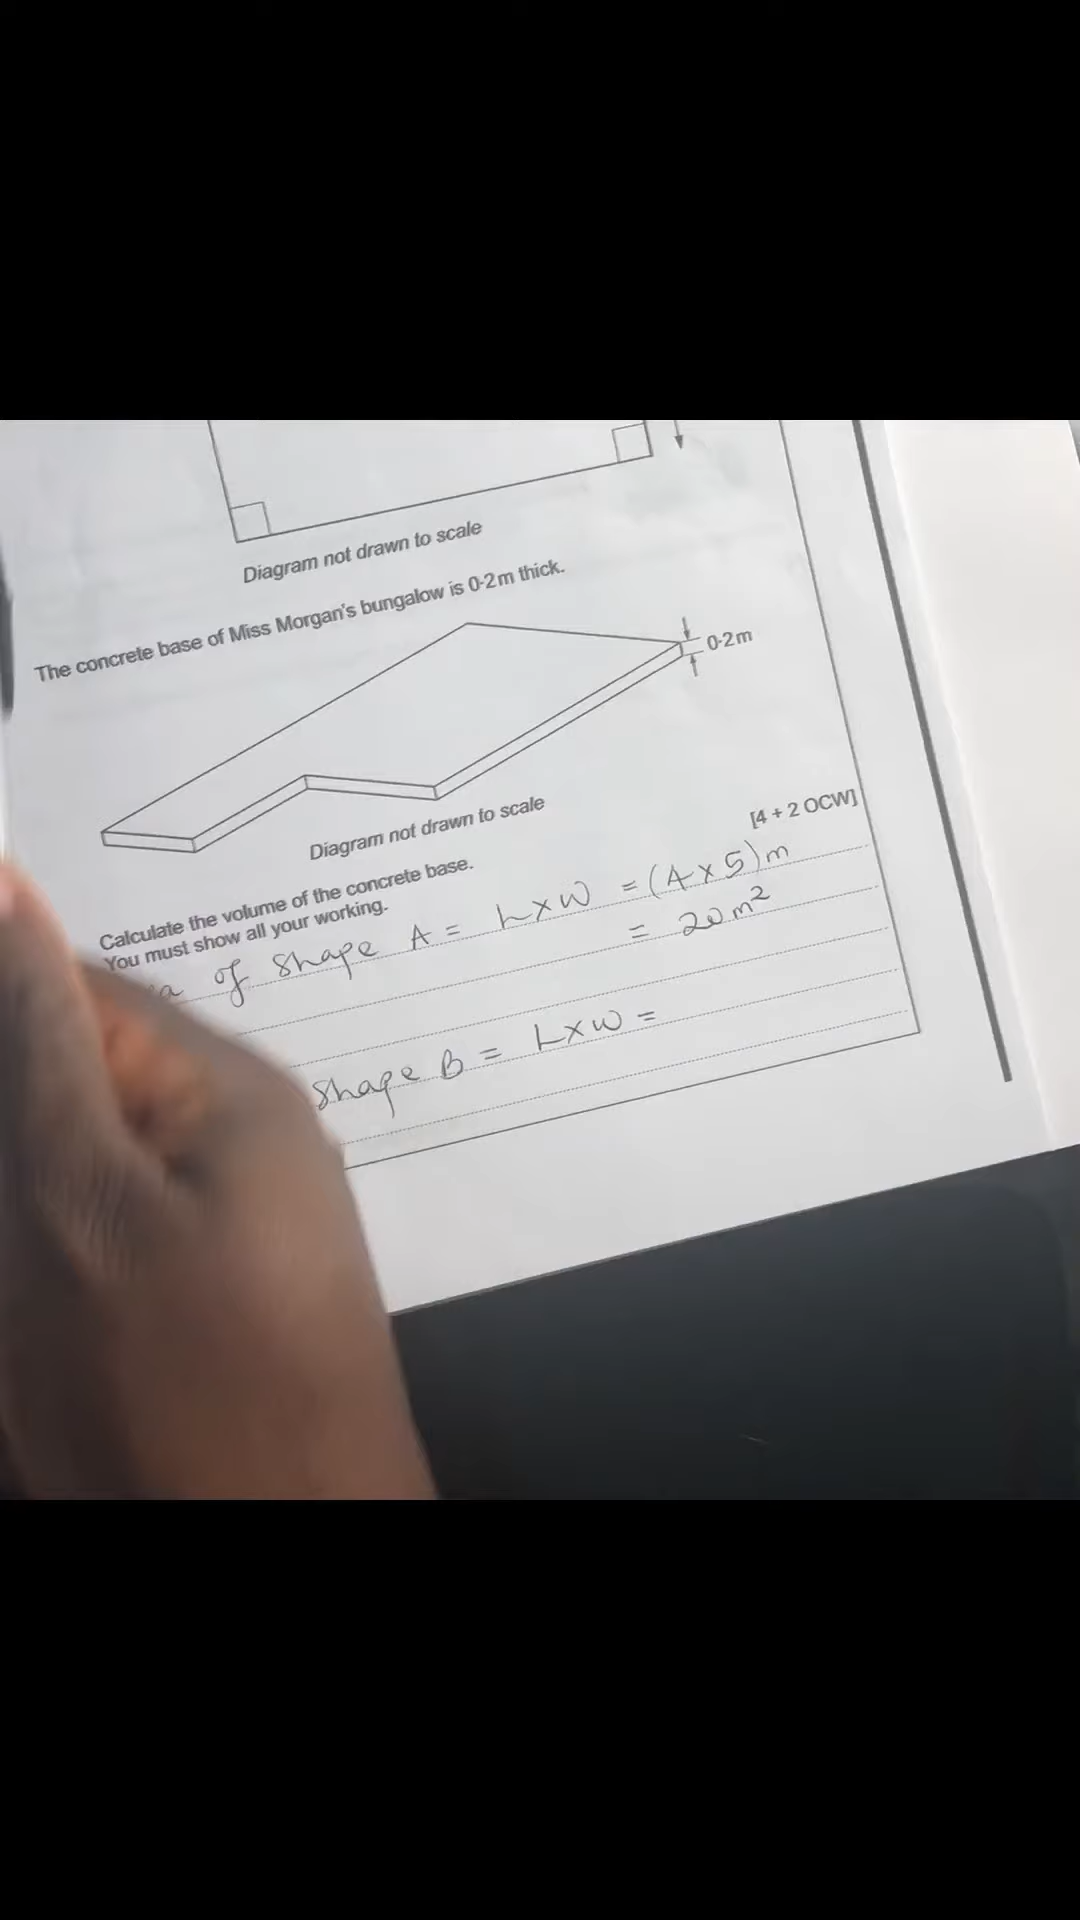 Diagram not drawn to scale
The concrete base of Miss Morgan's bungalow is 0·2m thick.
0·2m
Diagram not drawn to scale
[4 + 2 OCW]
Calculate the volume of the concrete base.
You must show all your working.
of shape A = L×W = (4×5)m
= 20m²
shape B = L×W =